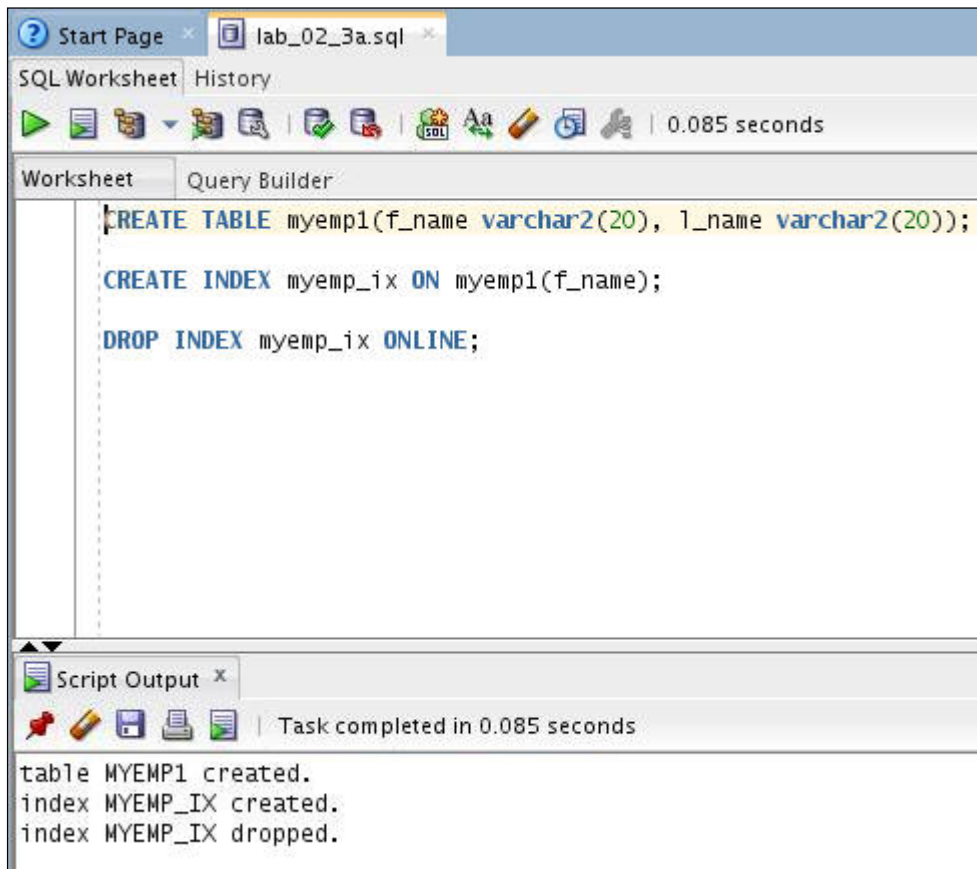 Start Page
lab_02_3a.sql
SQL Worksheet History
SQL Aa 0.085 seconds
Worksheet Query Builder
CREATE TABLE myemp1(f_name varchar2(20), l_name varchar2(20));
CREATE INDEX myemp_ix ON myemp1(f_name);
DROP INDEX myemp_ix ONLINE;
Script Output
Task completed in 0.085 seconds
table MYEMP1 created.
index MYEMP_IX created.
index MYEMP_IX dropped.